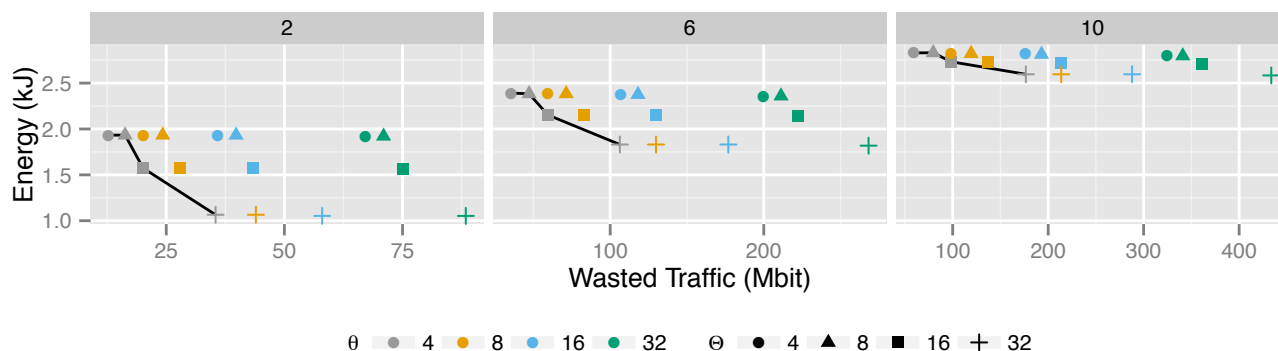 2 6 10
Energy (kJ)
2.5
2.0
1.5
1.0
25 50 75 100 200 100 200 300 400
Wasted Traffic (Mbit)
θ 4 8 16 32 Θ 4 8 16 32